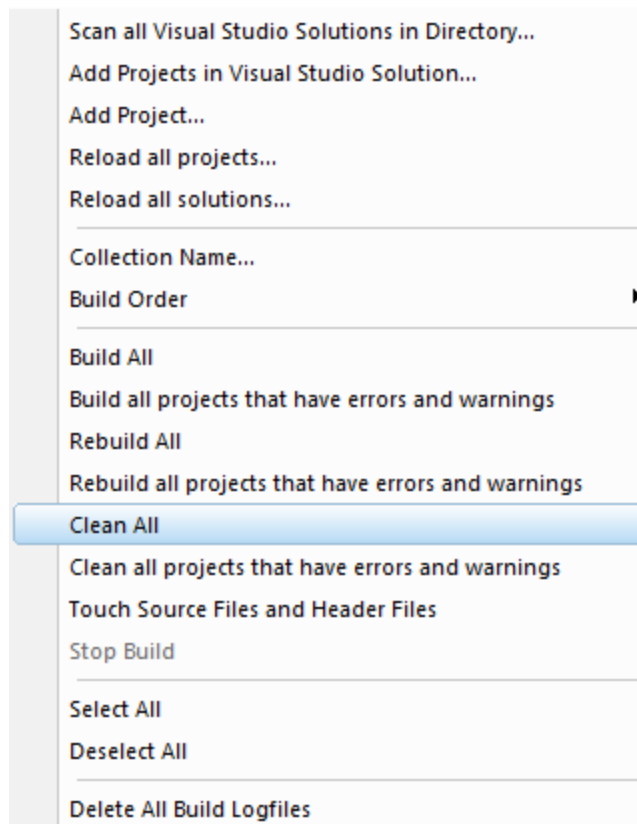 Scan all Visual Studio Solutions in Directory...
Add Projects in Visual Studio Solution...
Add Project...
Reload all projects...
Reload all solutions...
Collection Name...
Build Order
Build All
Build all projects that have errors and warnings
Rebuild All
Rebuild all projects that have errors and warnings
Clean All
Clean all projects that have errors and warnings
Touch Source Files and Header Files
Stop Build
Select All
Deselect All
Delete All Build Logfiles